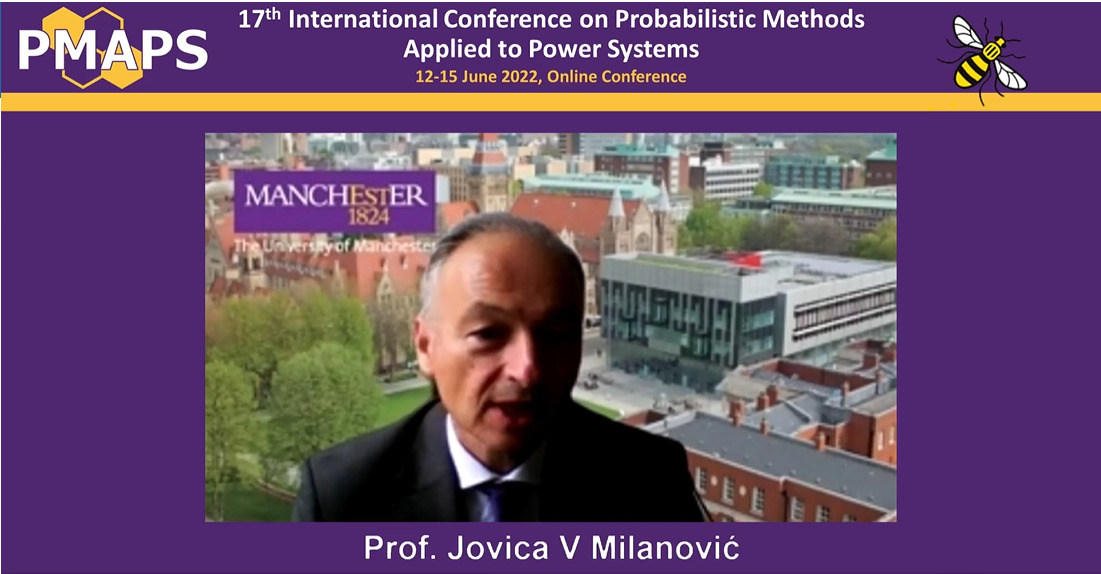 PMAPS
17th International Conference on Probabilistic Methods
Applied to Power Systems
12-15 June 2022, Online Conference
MANCHEstER
1824
The University of Manchester
Prof. Jovica V Milanović